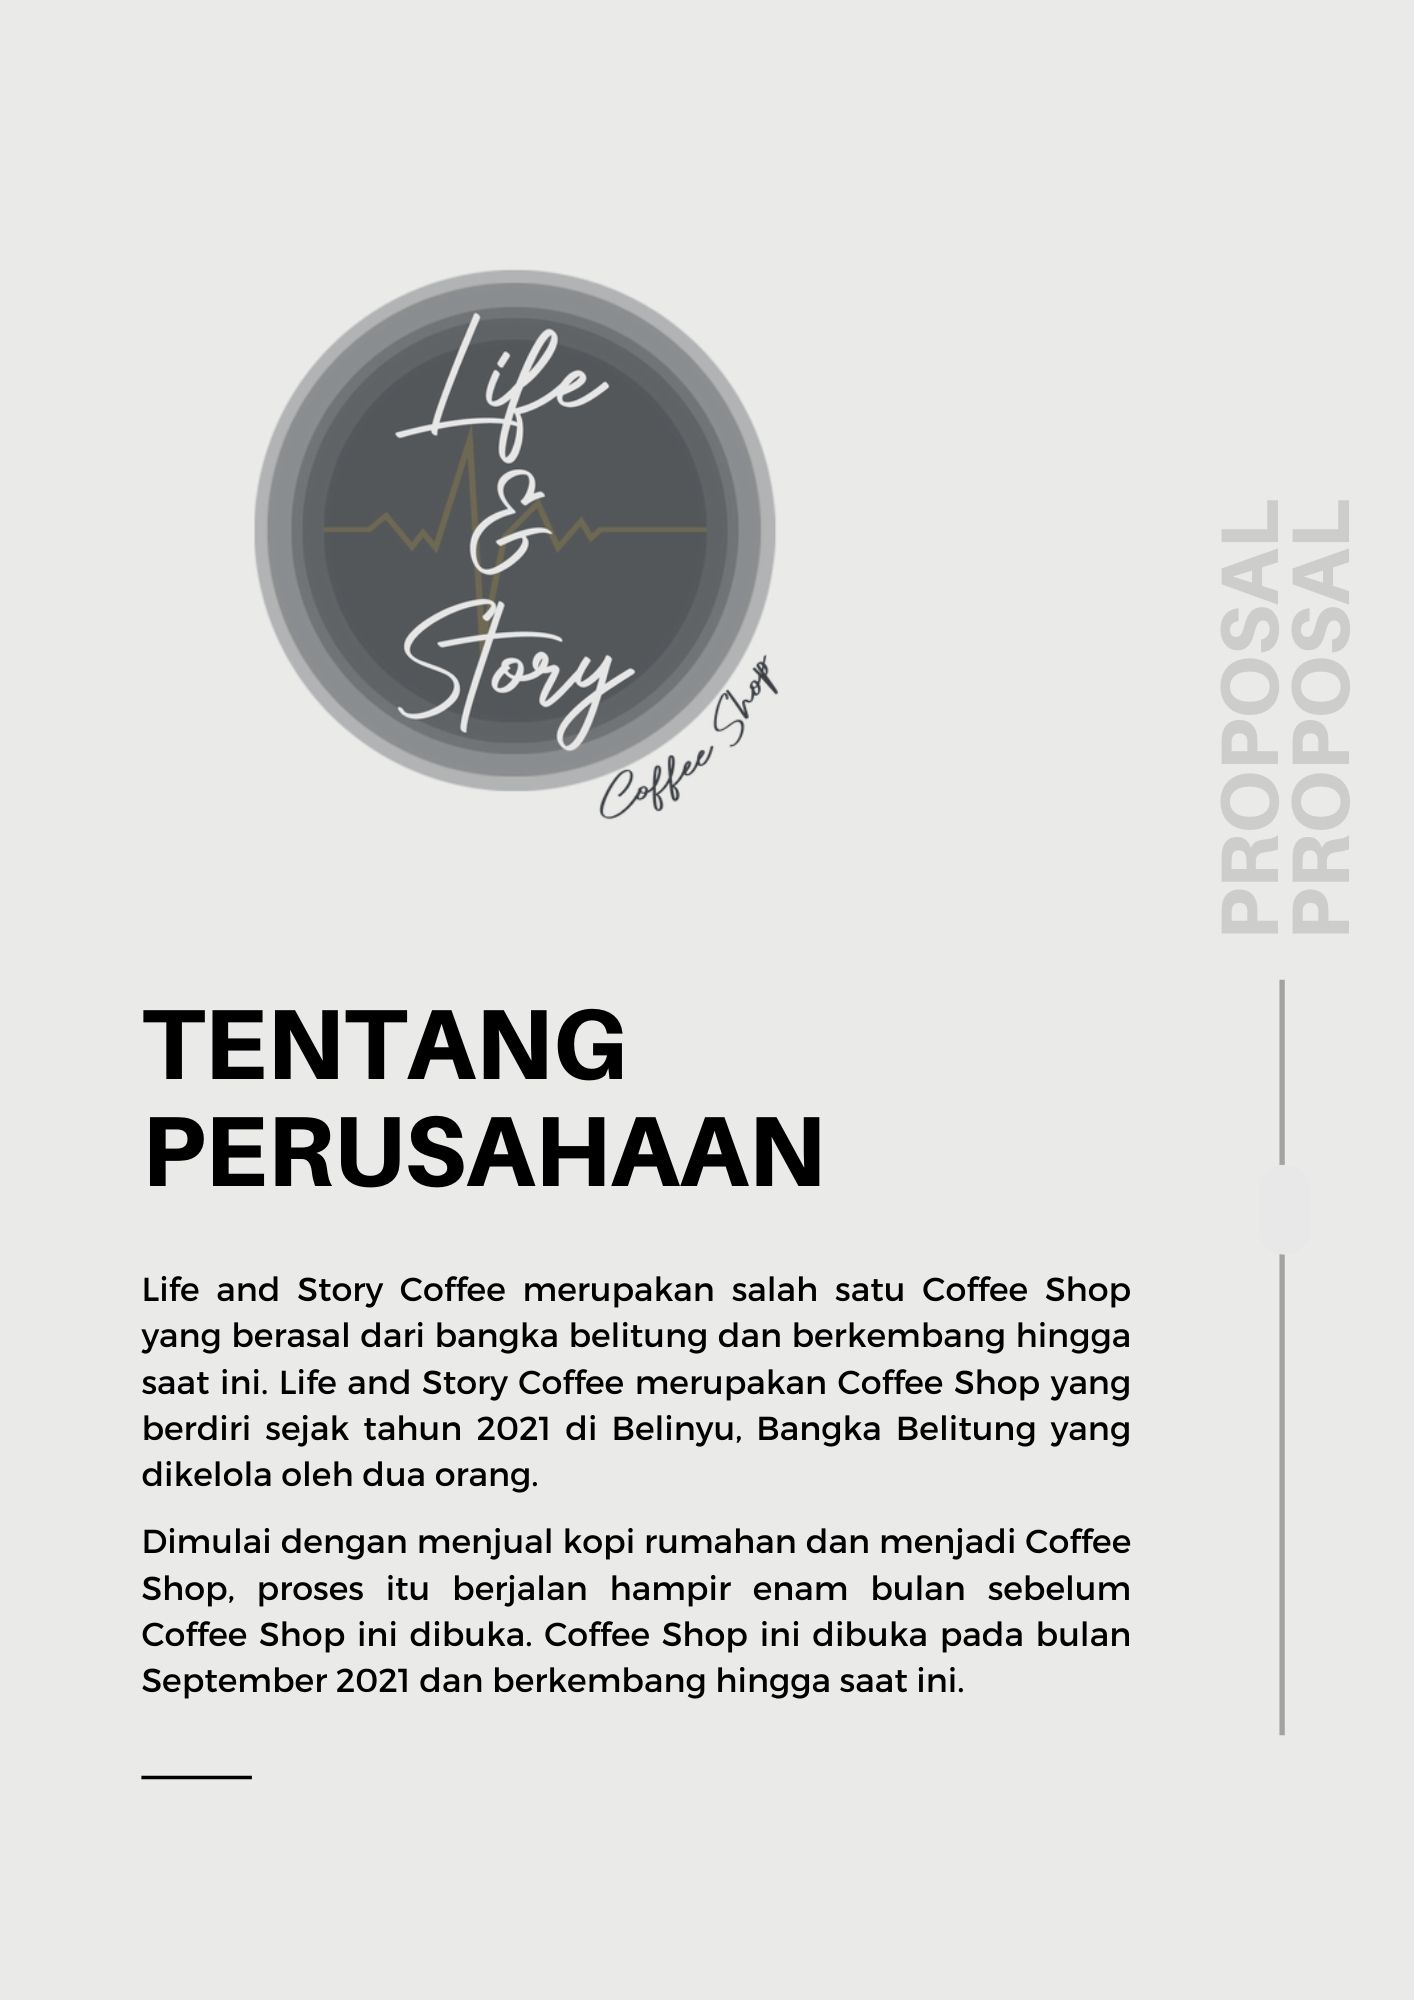 Life
&
Story
Coffee Shop
PROPOSAL
PROPOSAL
TENTANG
PERUSAHAAN
Life and Story Coffee merupakan salah satu Coffee Shop
yang berasal dari bangka belitung dan berkembang hingga
saat ini. Life and Story Coffee merupakan Coffee Shop yang
berdiri sejak tahun 2021 di Belinyu, Bangka Belitung yang
dikelola oleh dua orang.
Dimulai dengan menjual kopi rumahan dan menjadi Coffee
Shop, proses itu berjalan hampir enam bulan sebelum
Coffee Shop ini dibuka. Coffee Shop ini dibuka pada bulan
September 2021 dan berkembang hingga saat ini.